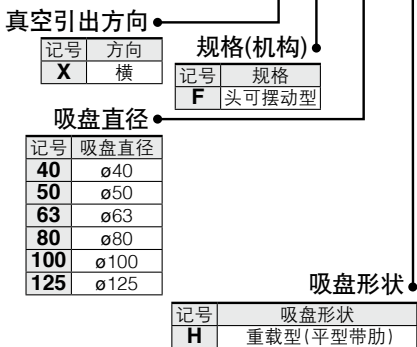 真空引出方向
记号 方向
X 横
规格(机构)
记号 规格
F 头可摆动型
吸盘直径
记号 吸盘直径
40 ø40
50 ø50
63 ø63
80 ø80
100 ø100
125 ø125
吸盘形状
记号 吸盘形状
H 重载型(平型带肋)